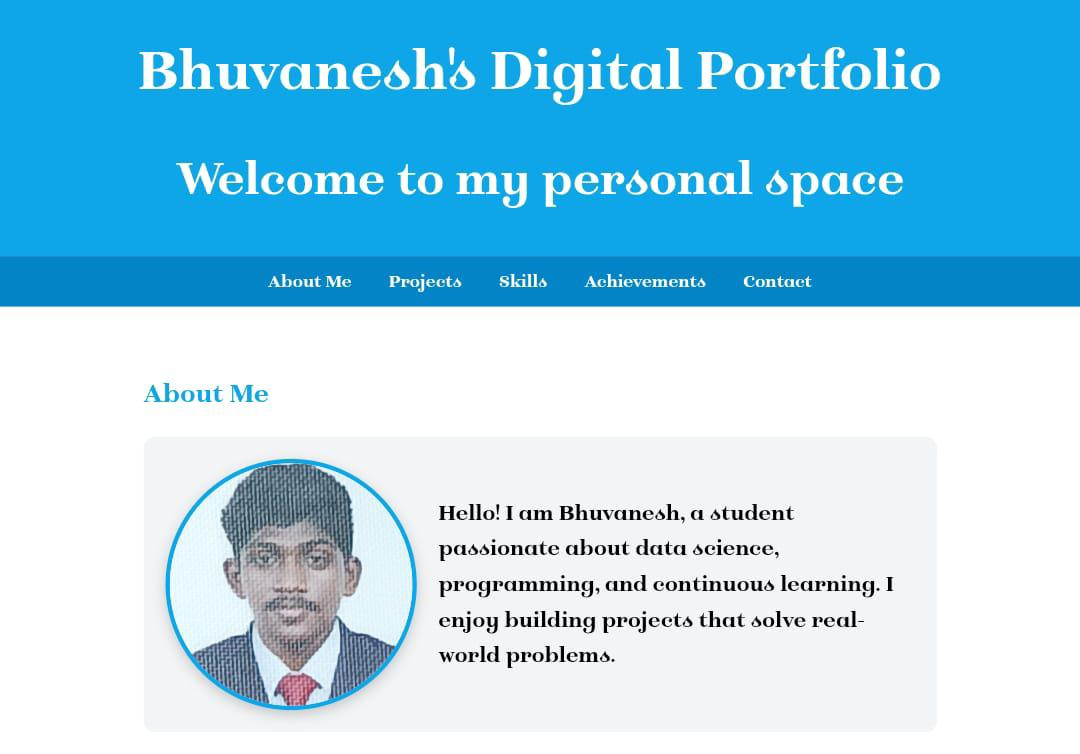 Bhuvanesh's Digital Portfolio
Welcome to my personal space
About Me Projects Skills Achievements Contact
About Me
Hello! I am Bhuvanesh, a student
passionate about data science,
programming, and continuous learning. I
enjoy building projects that solve real-
world problems.